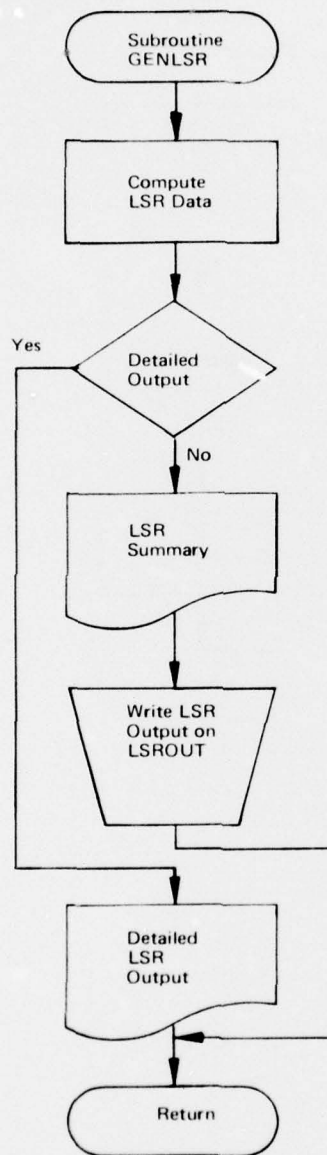 Subroutine
GENLSR
Compute
LSR Data
Yes
Detailed
Output
No
LSR
Summary
Write LSR
Output on
LSROUT
Detailed
LSR
Output
Return